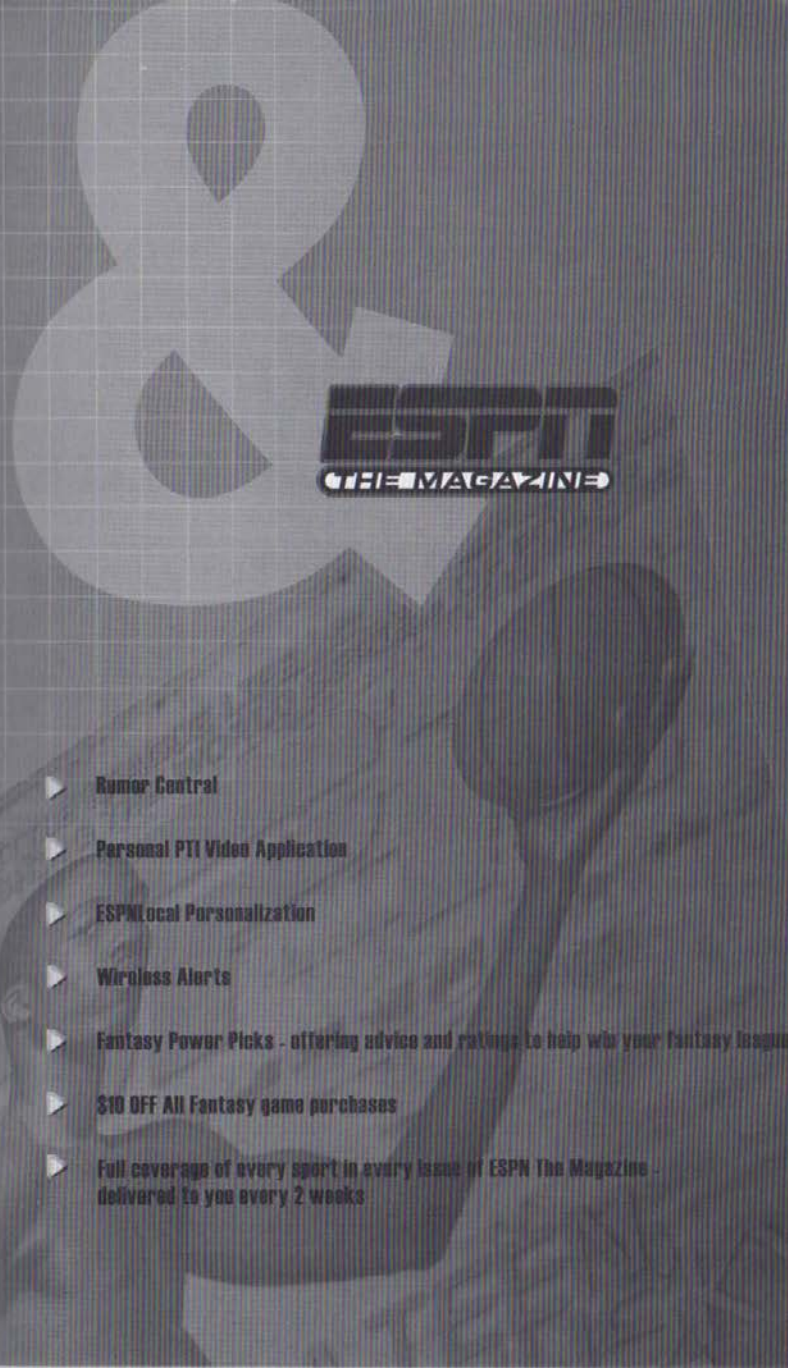 &
ESPN
THE MAGAZINE
Rumor Central
Personal PTI Video Application
ESPNLocal Personalization
Wireless Alerts
Fantasy Power Picks - offering advice and ratings to help win your fantasy league
$10 OFF All Fantasy game purchases
Full coverage of every sport in every issue of ESPN The Magazine -
delivered to you every 2 weeks